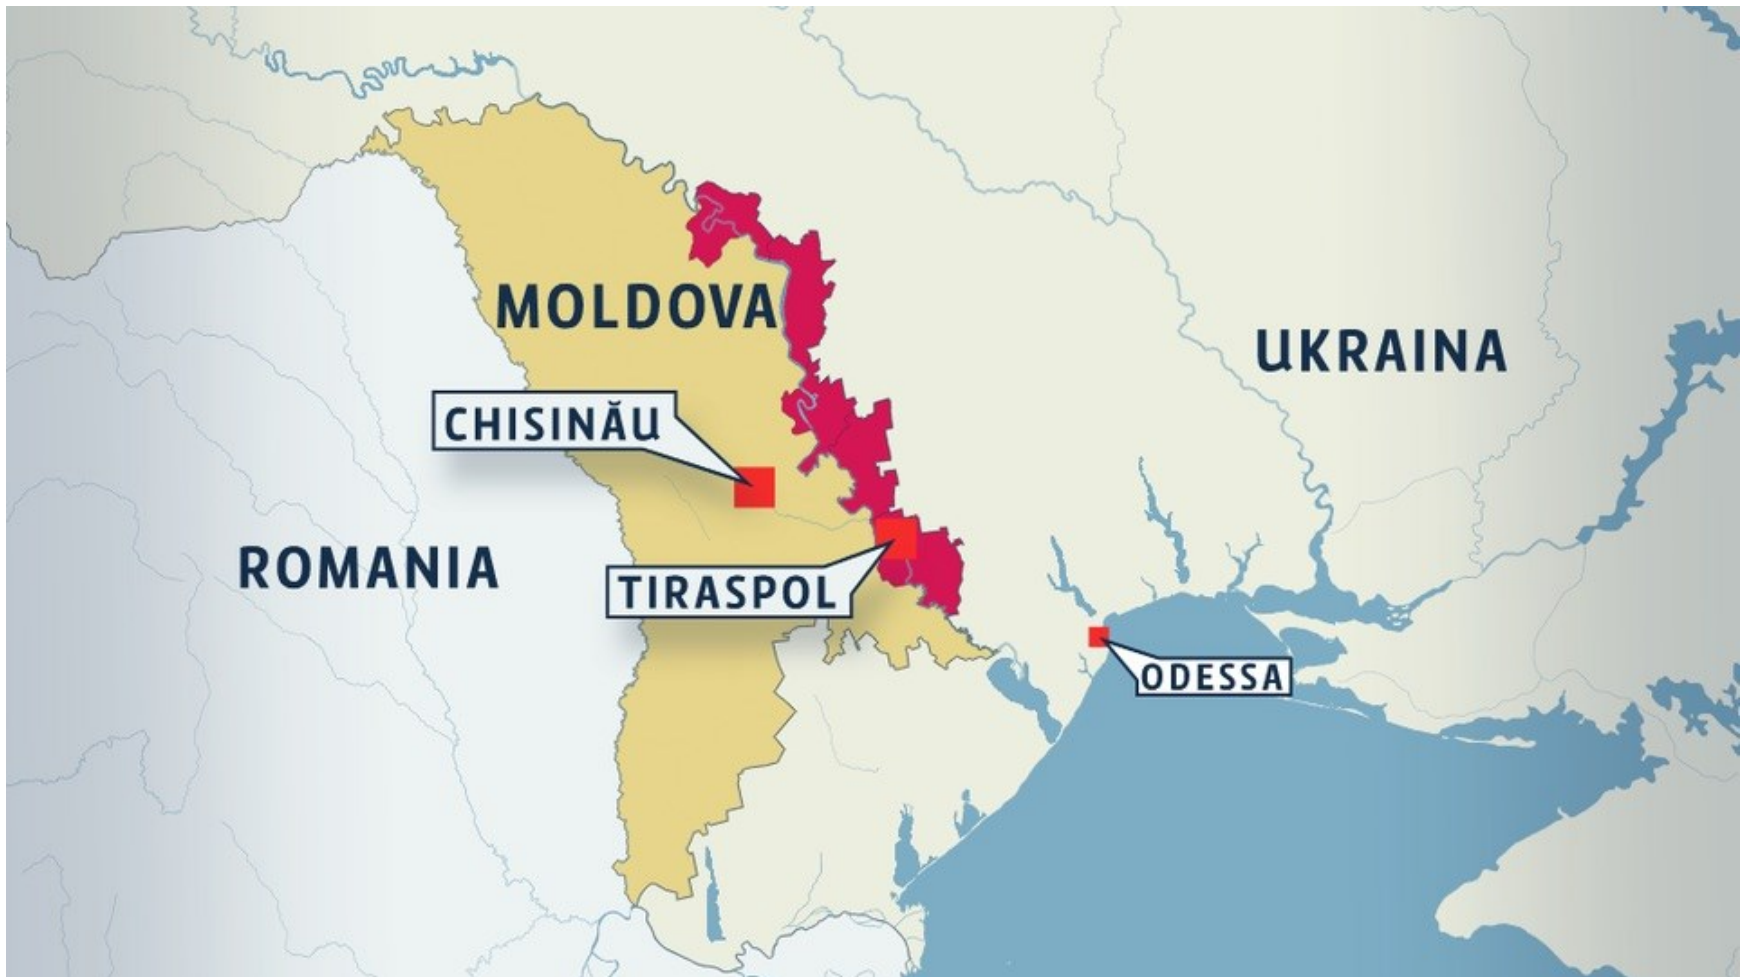 MOLDOVA
UKRAINA
CHISINĂU
ROMANIA
TIRASPOL
ODESSA